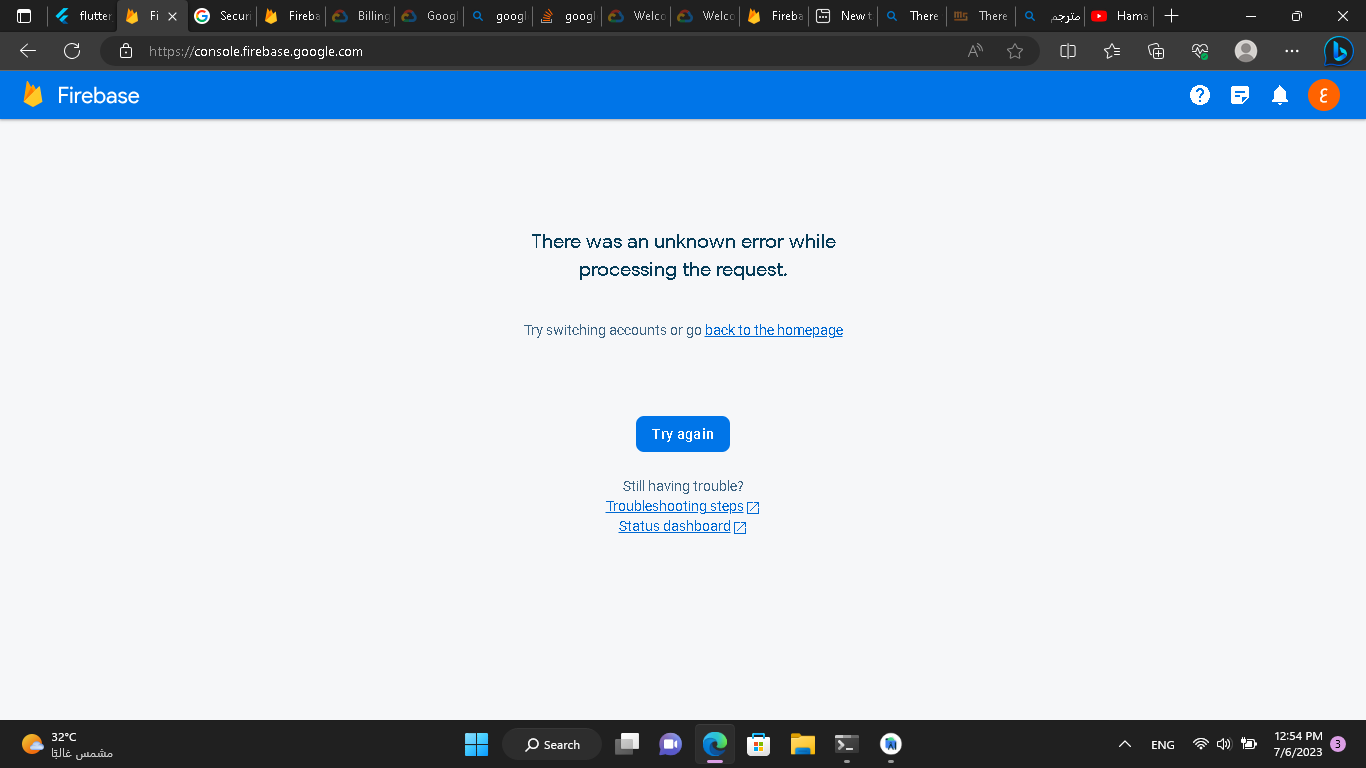 flutter
Fi
Securi
Fireba
Billing
Googl
googl
googl
Welco
Welco
Fireba
New t
There
There
مترجم
Hama
https://console.firebase.google.com
Firebase
ع
There was an unknown error while
processing the request.
Try switching accounts or go back to the homepage
Try again
Still having trouble?
Troubleshooting steps
Status dashboard
32°C
مشمس غالبًا
Search
ENG
12:54 PM
7/6/2023
3